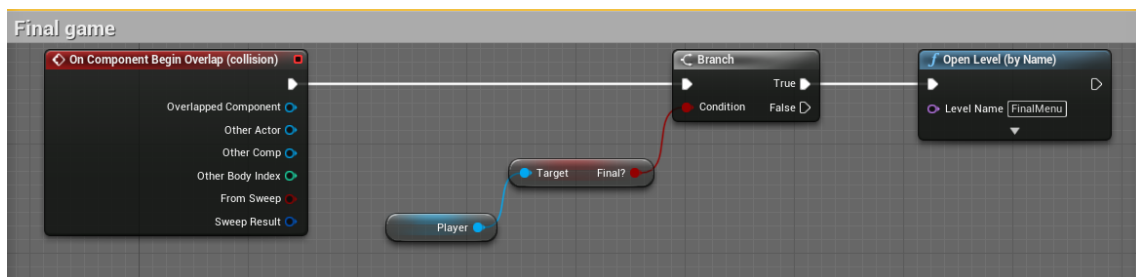 Final game
On Component Begin Overlap (collision)
Overlapped Component
Other Actor
Other Comp
Other Body Index
From Sweep
Sweep Result
Player
Target Final?
Branch
True
Condition False
Open Level (by Name)
Level Name FinalMenu